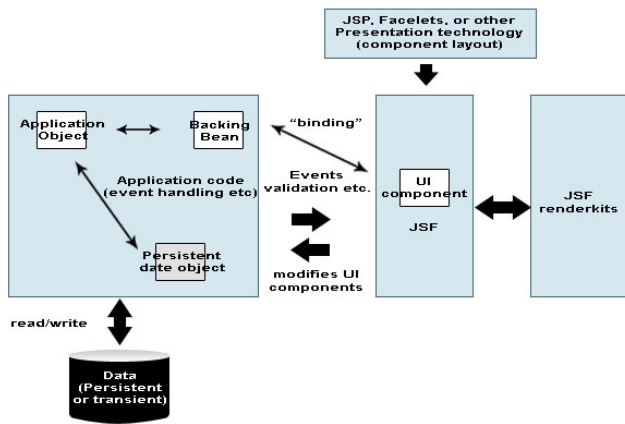 JSP, Facelets, or other
Presentation technology
(component layout)
Application
Object
Backing
Bean
"binding"
Application code
(event handling etc)
Events
validation etc.
UI
component
JSF
JSF
renderkits
Persistent
date object
modifies UI
components
read/write
Data
(Persistent
or transient)